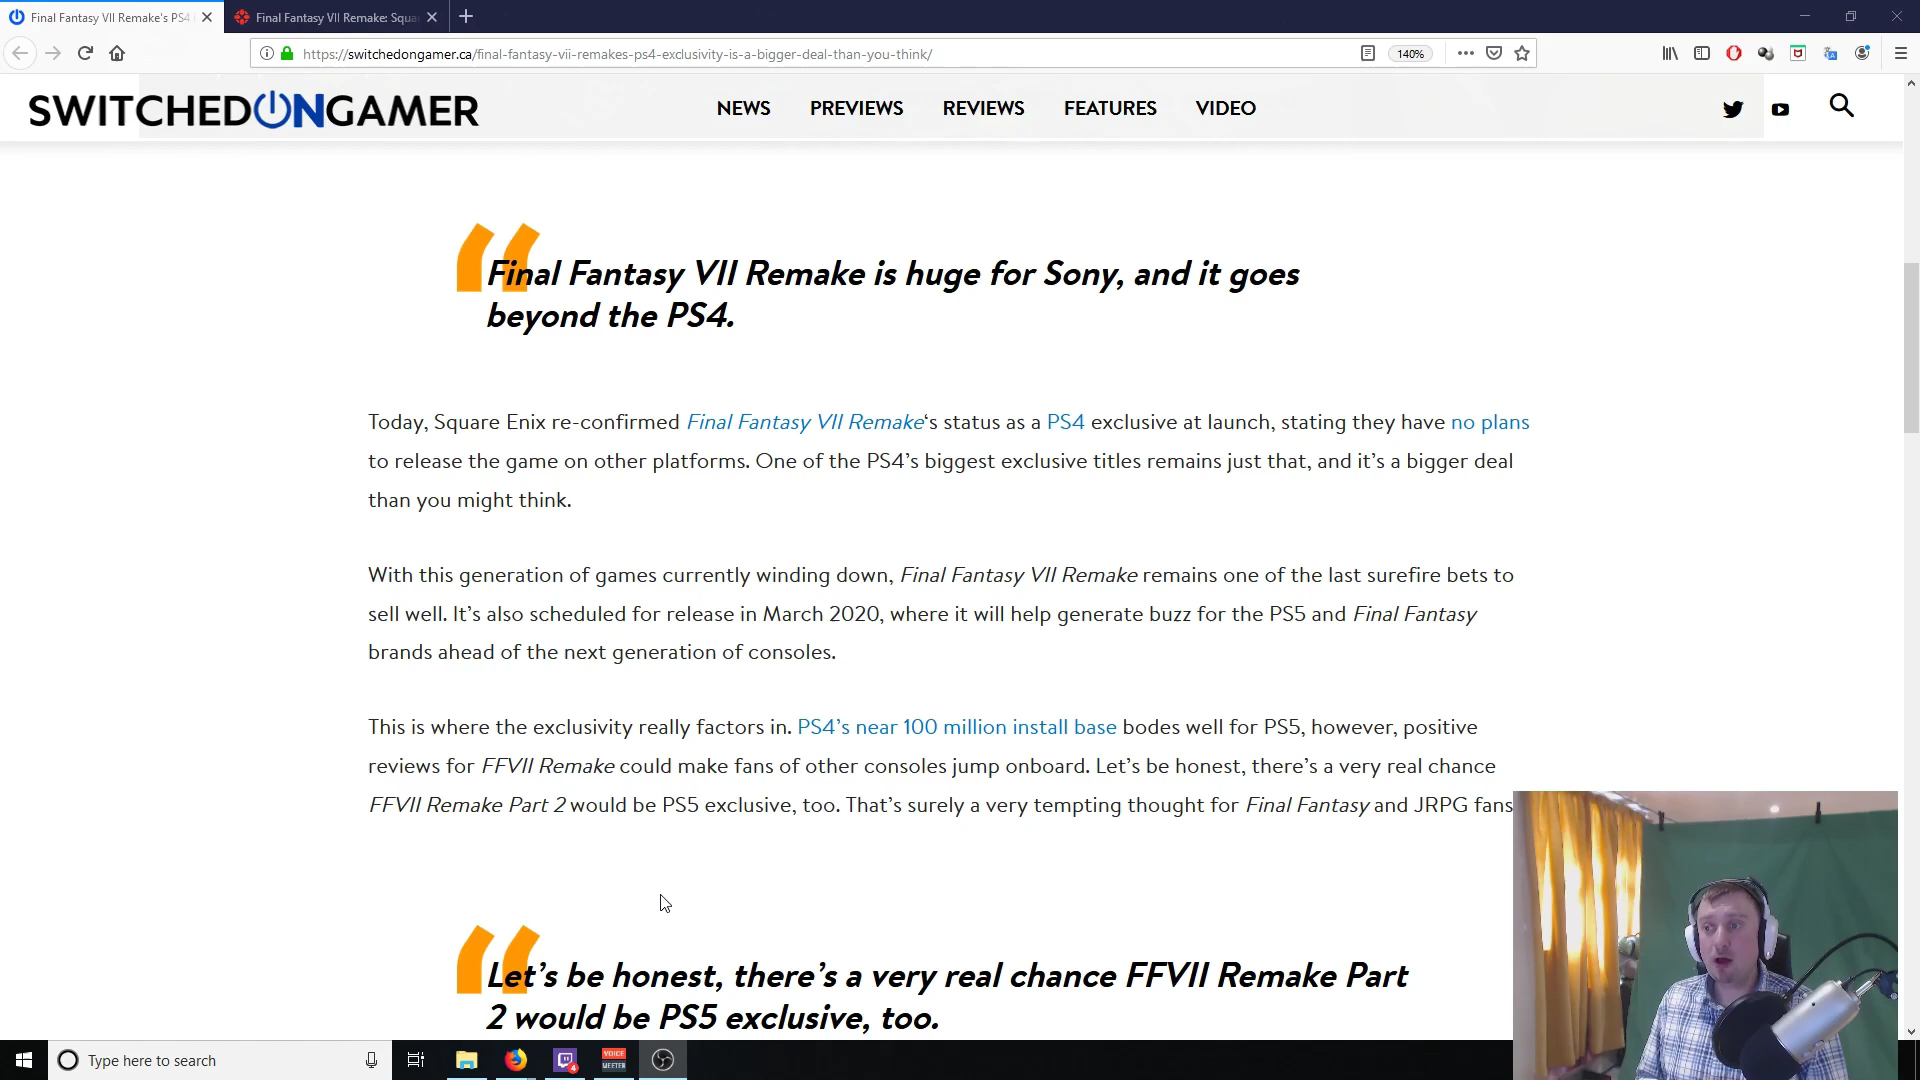 Final Fantasy VII Remake's PS4
Final Fantasy VII Remake: Squa
https://switchedongamer.ca/final-fantasy-vii-remakes-ps4-exclusivity-is-a-bigger-deal-than-you-think/
140%
SWITCHEDONGAMER
NEWS PREVIEWS REVIEWS FEATURES VIDEO
“
Final Fantasy VII Remake is huge for Sony, and it goes
beyond the PS4.
Today, Square Enix re-confirmed Final Fantasy VII Remake‘s status as a PS4 exclusive at launch, stating they have no plans
to release the game on other platforms. One of the PS4’s biggest exclusive titles remains just that, and it’s a bigger deal
than you might think.
With this generation of games currently winding down, Final Fantasy VII Remake remains one of the last surefire bets to
sell well. It’s also scheduled for release in March 2020, where it will help generate buzz for the PS5 and Final Fantasy
brands ahead of the next generation of consoles.
This is where the exclusivity really factors in. PS4’s near 100 million install base bodes well for PS5, however, positive
reviews for FFVII Remake could make fans of other consoles jump onboard. Let’s be honest, there’s a very real chance
FFVII Remake Part 2 would be PS5 exclusive, too. That’s surely a very tempting thought for Final Fantasy and JRPG fans
“
Let’s be honest, there’s a very real chance FFVII Remake Part
2 would be PS5 exclusive, too.
Type here to search
4
VOICE
MEETER